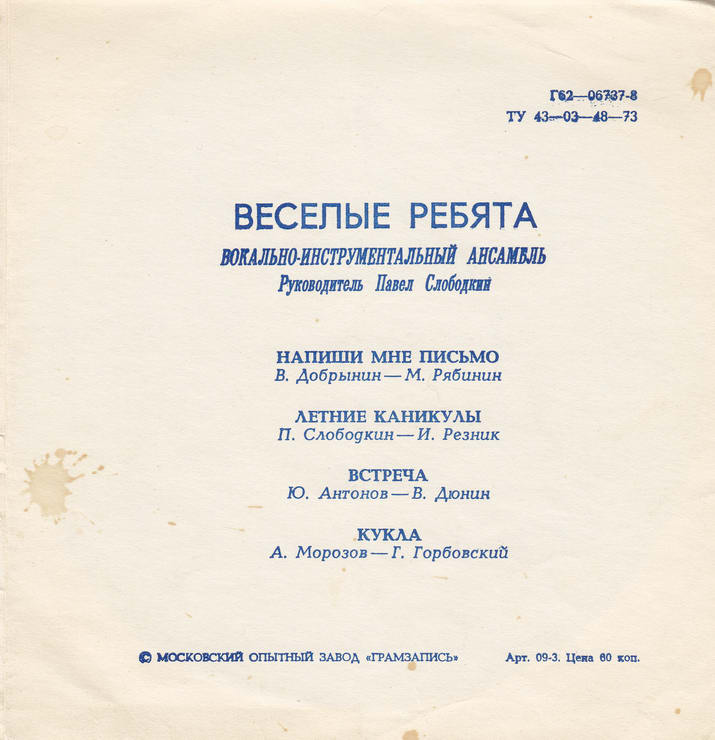 Г62—06737-8
ТУ 43—03—48—73
ВЕСЕЛЫЕ РЕБЯТА
ВОКАЛЬНО-ИНСТРУМЕНТАЛЬНЫЙ АНСАМБЛЬ
Руководитель Павел Слободкин
НАПИШИ МНЕ ПИСЬМО
В. Добрынин — М. Рябинин
ЛЕТНИЕ КАНИКУЛЫ
П. Слободкин — И. Резник
ВСТРЕЧА
Ю. Антонов — В. Дюнин
КУКЛА
А. Морозов — Г. Горбовский
© МОСКОВСКИЙ ОПЫТНЫЙ ЗАВОД «ГРАМЗАПИСЬ» Арт. 09-3. Цена 60 коп.